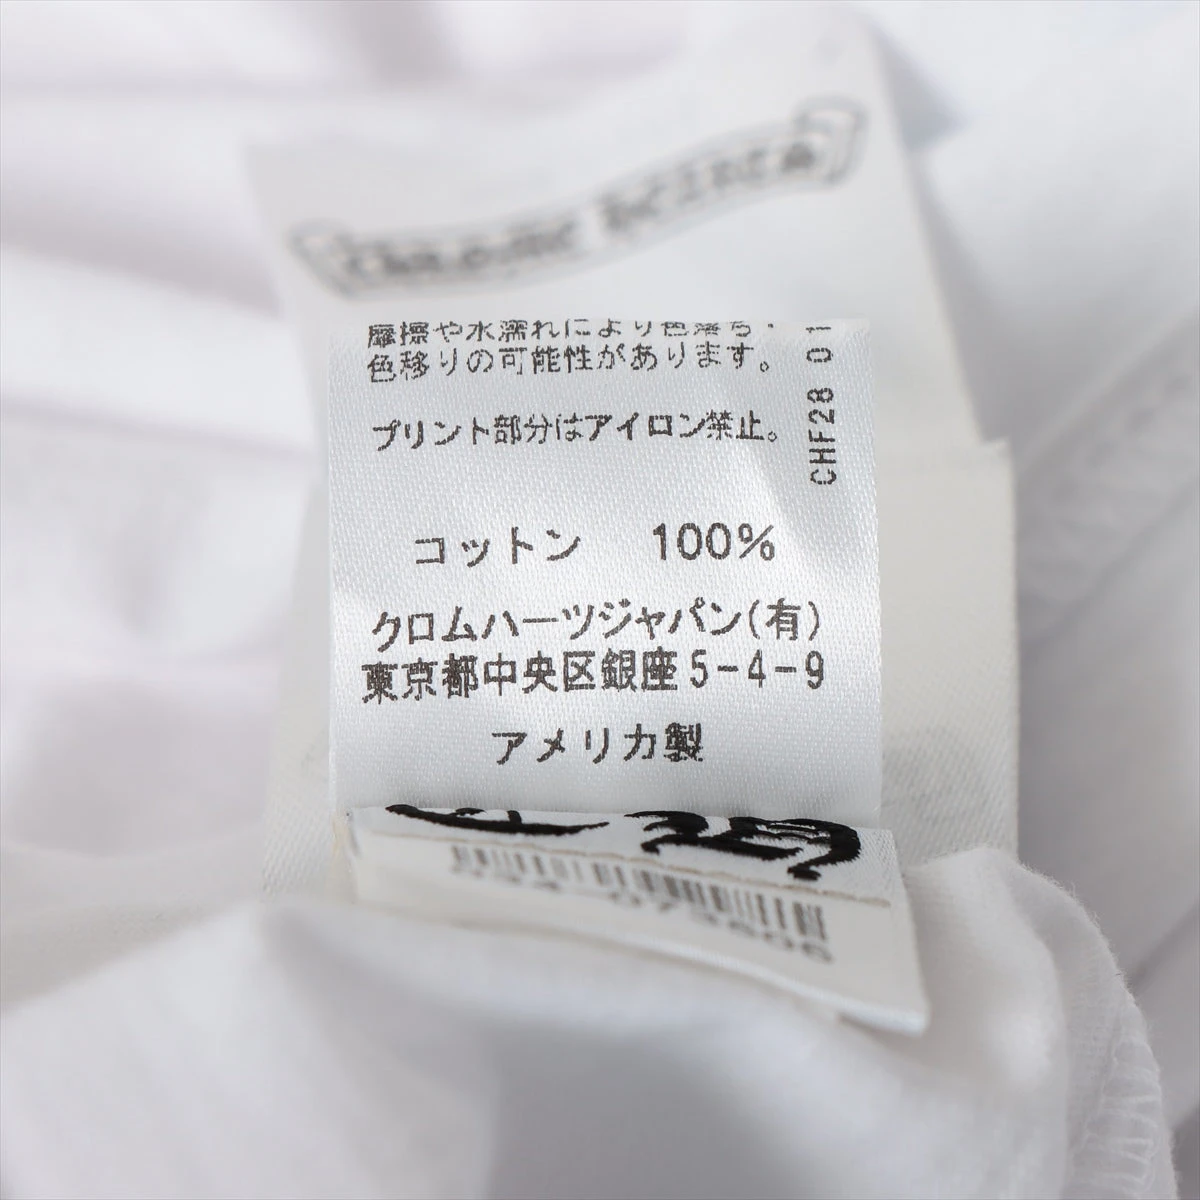 CHROME HEARTS
摩擦や水濡れにより色落ち・
色移りの可能性があります。
プリント部分はアイロン禁止。
CHF28 01
コットン 100%
クロムハーツジャパン(有)
東京都中央区銀座5-4-9
アメリカ製